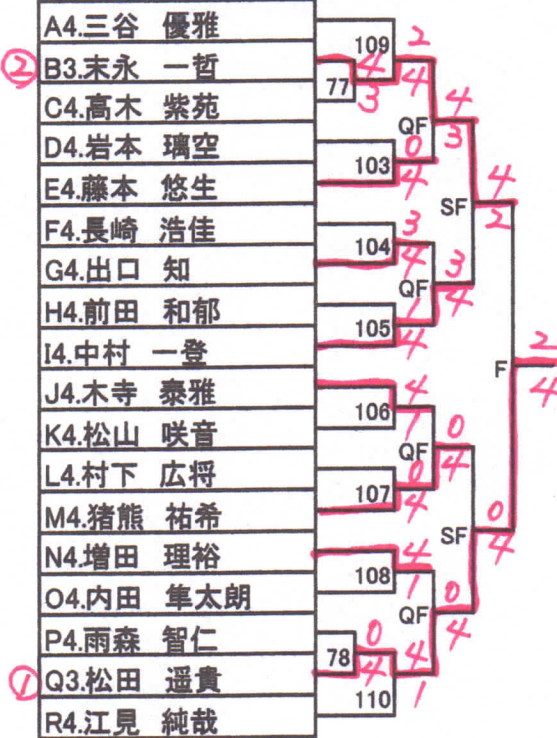 A4.三谷 優雅
② B3.末永 一哲
C4.高木 紫苑
D4.岩本 璃空
E4.藤本 悠生
F4.長崎 浩佳
G4.出口 知
H4.前田 和郁
I4.中村 一登
J4.木寺 泰雅
K4.松山 咲音
L4.村下 広将
M4.猪熊 祐希
N4.増田 理裕
O4.内田 隼太朗
P4.雨森 智仁
① Q3.松田 遥貴
R4.江見 純哉
77
4
3
78
0
4
109
2
4
103
0
4
104
3
4
105
1
4
106
4
1
107
0
4
108
4
1
110
4
1
QF
4
3
QF
3
4
QF
0
4
QF
0
4
SF
4
2
SF
0
4
F
2
4